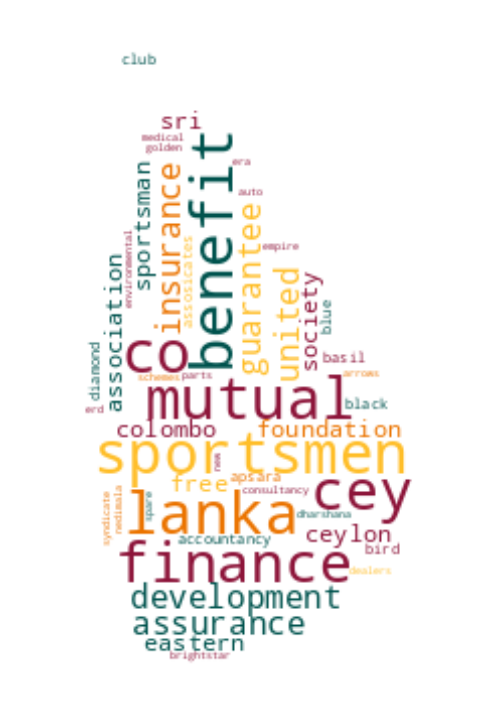 club
sri
medical
golden
benefit
era
sportsman
insurance
auto
guarantee
environmental
assosicates
empire
association
united
society
blue
co
diamond
basil
schemes
parts
arrows
mutual
erd
black
colombo
foundation
sportsmen
new
free
apsara
cey
consultancy
syndicate
nedimala
spare
lanka
dharshana
accountancy
ceylon
bird
finance
dealers
development
assurance
eastern
brightstar